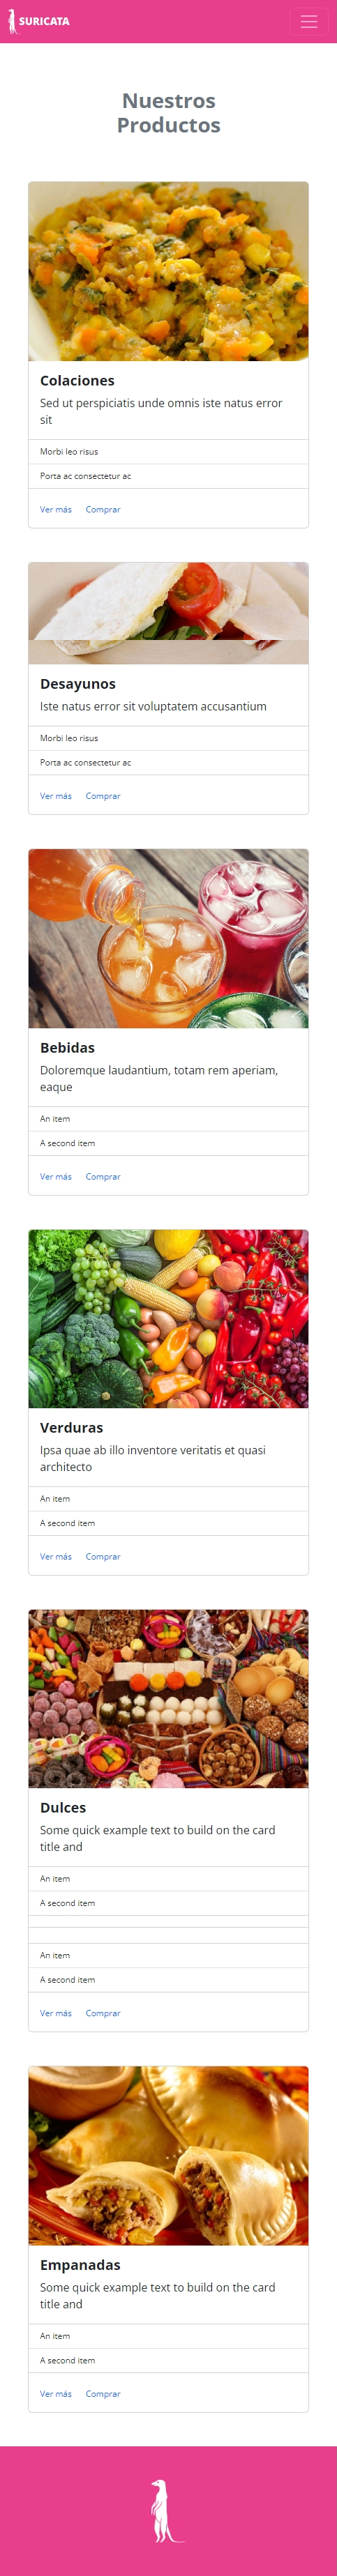 SURICATA
Nuestros
Productos
Colaciones
Sed ut perspiciatis unde omnis iste natus error
sit
Morbi leo risus
Porta ac consectetur ac
Ver más Comprar
Desayunos
Iste natus error sit voluptatem accusantium
Morbi leo risus
Porta ac consectetur ac
Ver más Comprar
Bebidas
Doloremque laudantium, totam rem aperiam,
eaque
An item
A second item
Ver más Comprar
Verduras
Ipsa quae ab illo inventore veritatis et quasi
architecto
An item
A second item
Ver más Comprar
Dulces
Some quick example text to build on the card
title and
An item
A second item
An item
A second item
Ver más Comprar
Empanadas
Some quick example text to build on the card
title and
An item
A second item
Ver más Comprar